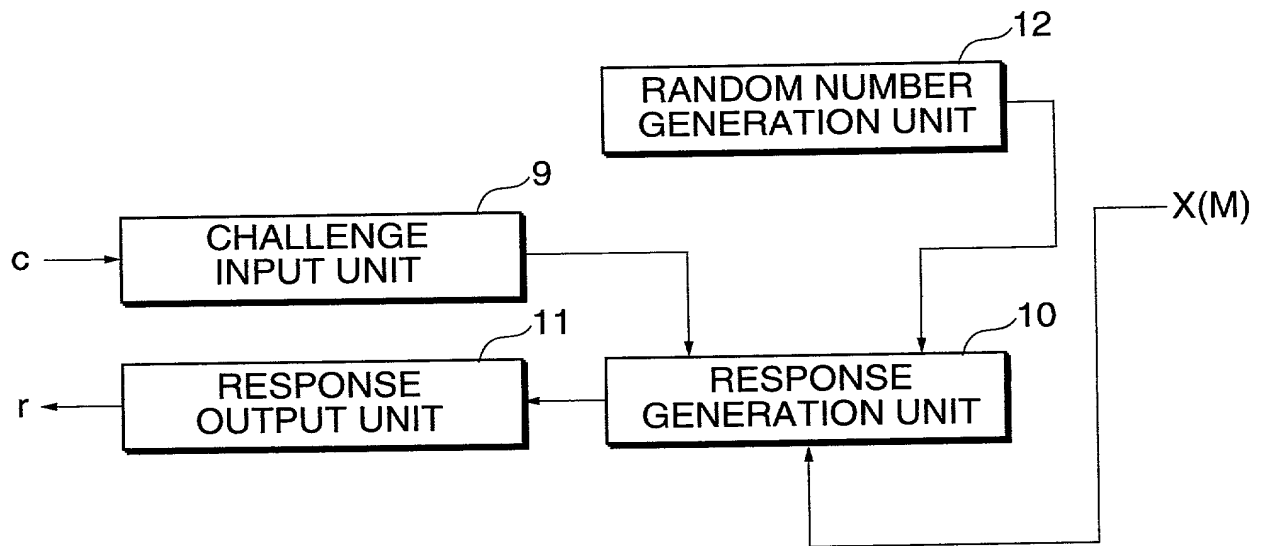 12
RANDOM NUMBER
GENERATION UNIT
9
X(M)
CHALLENGE
INPUT UNIT
c
11
10
RESPONSE
OUTPUT UNIT
RESPONSE
GENERATION UNIT
r